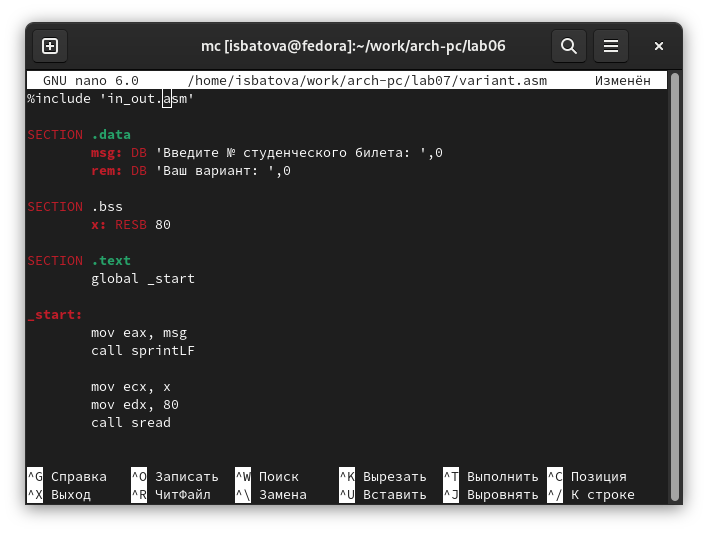 mc [isbatova@fedora]:~/work/arch-pc/lab06
GNU nano 6.0 /home/isbatova/work/arch-pc/lab07/variant.asm Изменён
%include 'in_out.asm'
SECTION .data
msg: DB 'Введите № студенческого билета: ',0
rem: DB 'Ваш вариант: ',0
SECTION .bss
x: RESB 80
SECTION .text
global _start
_start:
mov eax, msg
call sprintLF
mov ecx, x
mov edx, 80
call sread
^G Справка ^O Записать ^W Поиск ^K Вырезать ^T Выполнить ^C Позиция
^X Выход ^R ЧитФайл ^\ Замена ^U Вставить ^J Выровнять ^/ К строке